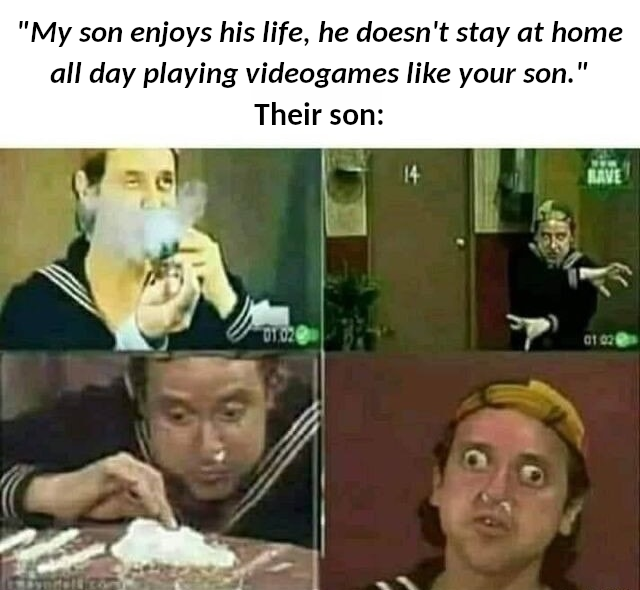 "My son enjoys his life, he doesn't stay at home
all day playing videogames like your son."
Their son:
14
RAVE
01:02
01:02